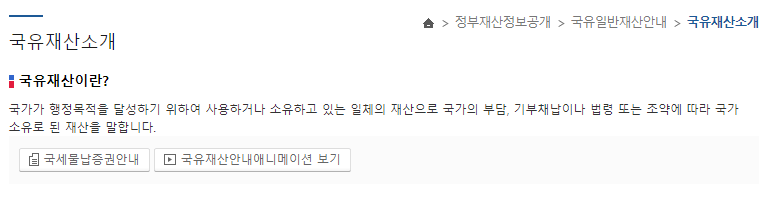 > 정부재산정보공개 > 국유일반재산안내 > 국유재산소개
국유재산소개
국유재산이란?
국가가 행정목적을 달성하기 위하여 사용하거나 소유하고 있는 일체의 재산으로 국가의 부담, 기부채납이나 법령 또는 조약에 따라 국가
소유로 된 재산을 말합니다.
국세물납증권안내 국유재산안내애니메이션 보기